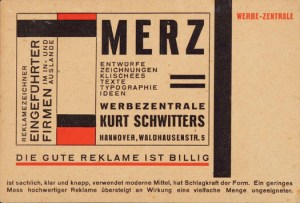 WERBE-ZENTRALE
REKLAMEZEICHNER
EINGEFÜHRTER
FIRMEN IM IN- UND
AUSLANDE
MERZ
ENTWÜRFE
ZEICHNUNGEN
KLISCHEES
TEXTE
TYPOGRAPHIE
IDEEN
WERBEZENTRALE
KURT SCHWITTERS
HANNOVER, WALDHAUSENSTR. 5
DIE GUTE REKLAME IST BILLIG
ist sachlich, klar und knapp, verwendet moderne Mittel, hat Schlagkraft der Form. Ein geringes
Mass hochwertiger Reklame übersteigt an Wirkung eine vielfache Menge ungeeigneter.